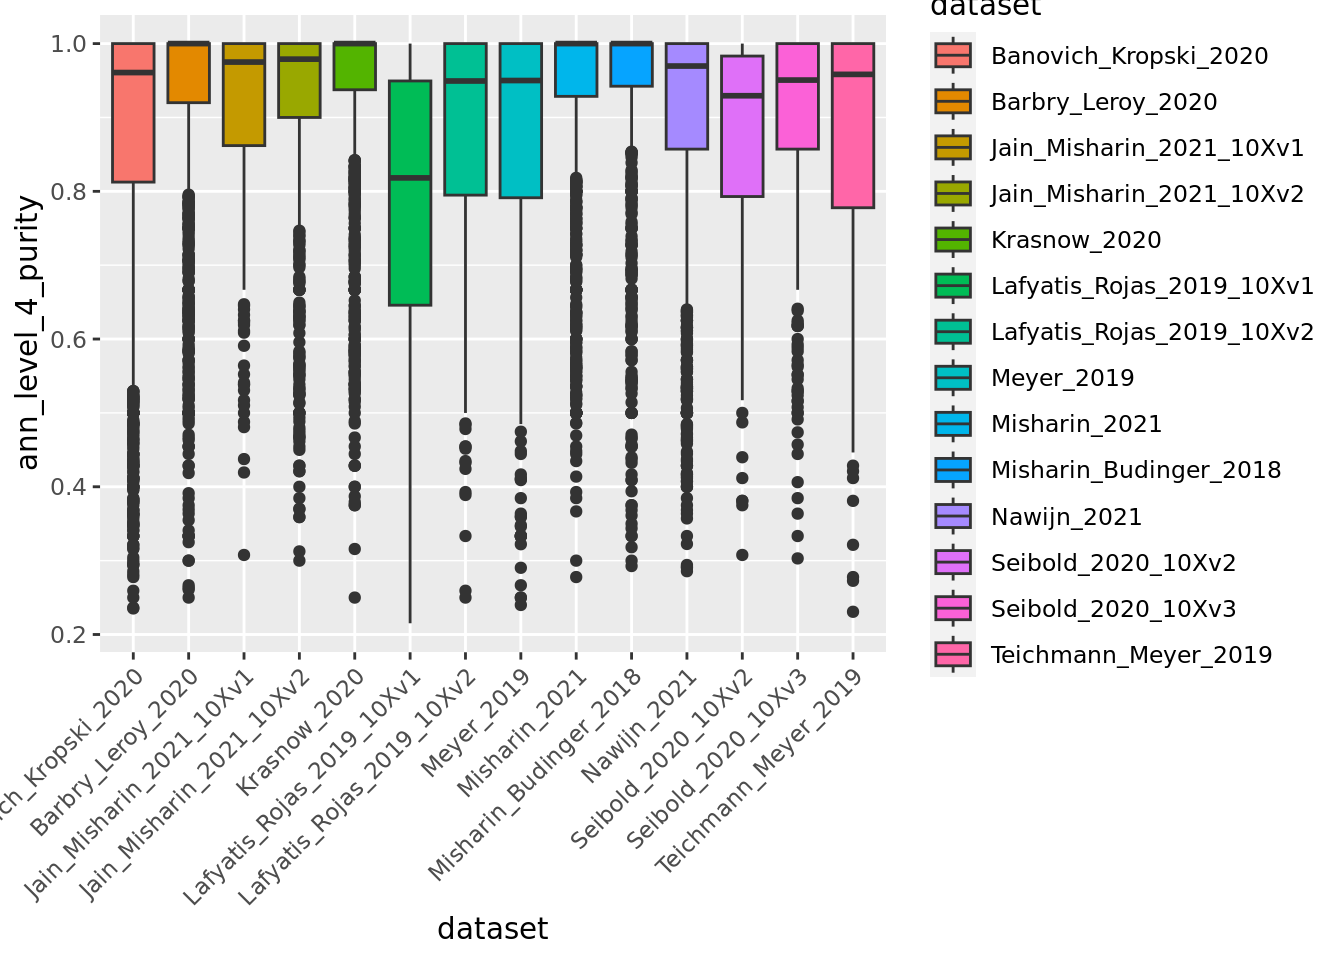 dataset
Banovich_Kropski_2020
Barbry_Leroy_2020
Jain_Misharin_2021_10Xv1
Jain_Misharin_2021_10Xv2
Krasnow_2020
Lafyatis_Rojas_2019_10Xv1
Lafyatis_Rojas_2019_10Xv2
Meyer_2019
Misharin_2021
Misharin_Budinger_2018
Nawijn_2021
Seibold_2020_10Xv2
Seibold_2020_10Xv3
Teichmann_Meyer_2019
ann_level_4_purity
1.0
0.8
0.6
0.4
0.2
ch_Kropski_2020
Barbry_Leroy_2020
Jain_Misharin_2021_10Xv1
Jain_Misharin_2021_10Xv2
Krasnow_2020
Lafyatis_Rojas_2019_10Xv1
Lafyatis_Rojas_2019_10Xv2
Meyer_2019
Misharin_2021
Misharin_Budinger_2018
Nawijn_2021
Seibold_2020_10Xv2
Seibold_2020_10Xv3
Teichmann_Meyer_2019
dataset